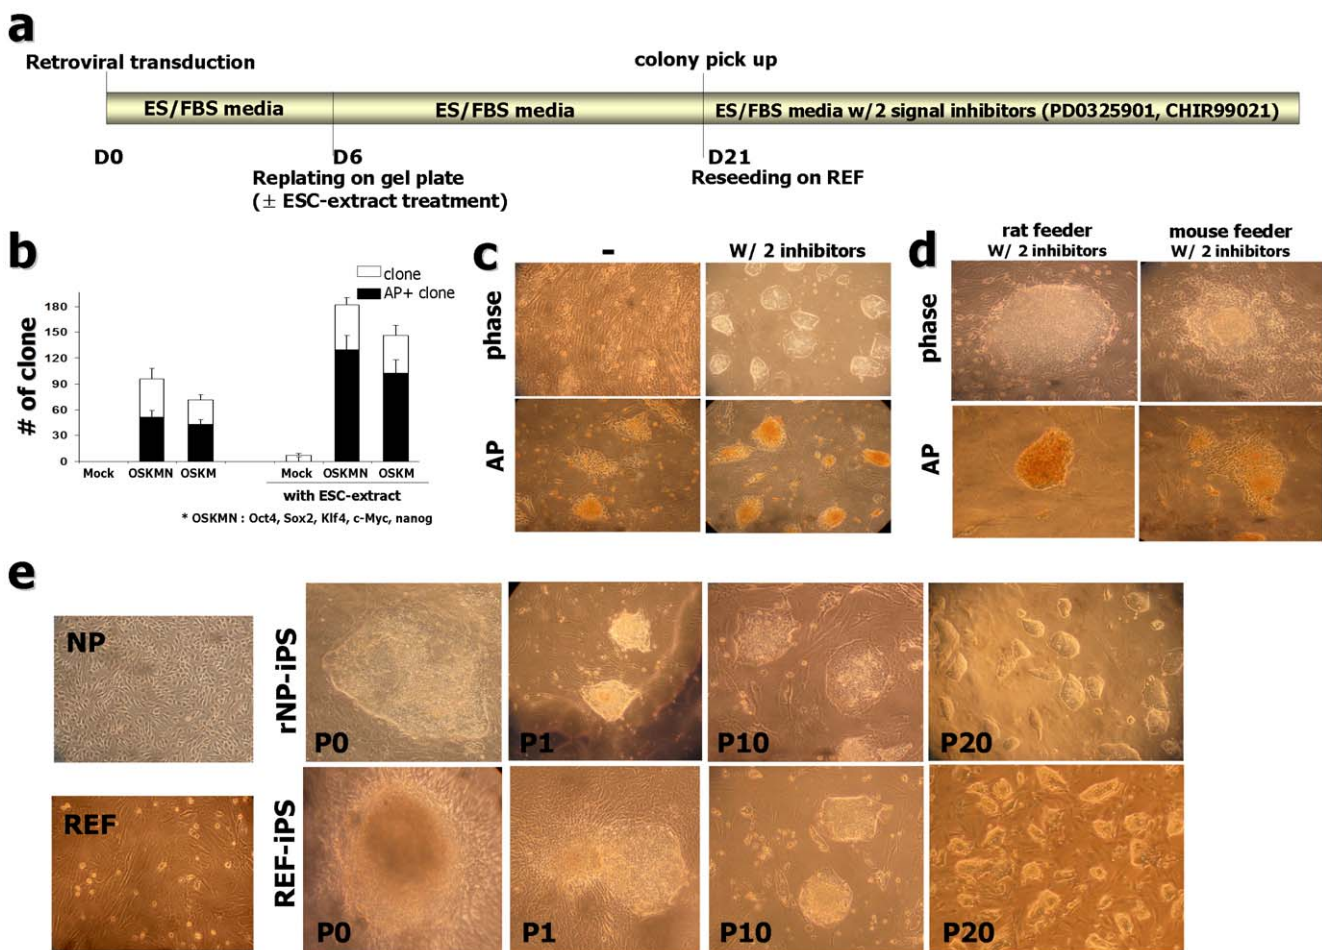 a
Retroviral transduction
colony pick up
ES/FBS media
ES/FBS media
ES/FBS media w/2 signal inhibitors (PD0325901, CHIR99021)
D0
D6
D21
Replating on gel plate
(± ESC-extract treatment)
Reseeding on REF
b
clone
AP+ clone
# of clone
180
150
120
90
60
30
0
Mock
OSKMN
OSKM
Mock
OSKMN
OSKM
with ESC-extract
* OSKMN : Oct4, Sox2, Klf4, c-Myc, nanog
c
-
W/ 2 inhibitors
phase
AP
d
rat feeder
W/ 2 inhibitors
mouse feeder
W/ 2 inhibitors
phase
AP
e
NP
REF
rNP-iPS
P0
P1
P10
P20
REF-iPS
P0
P1
P10
P20